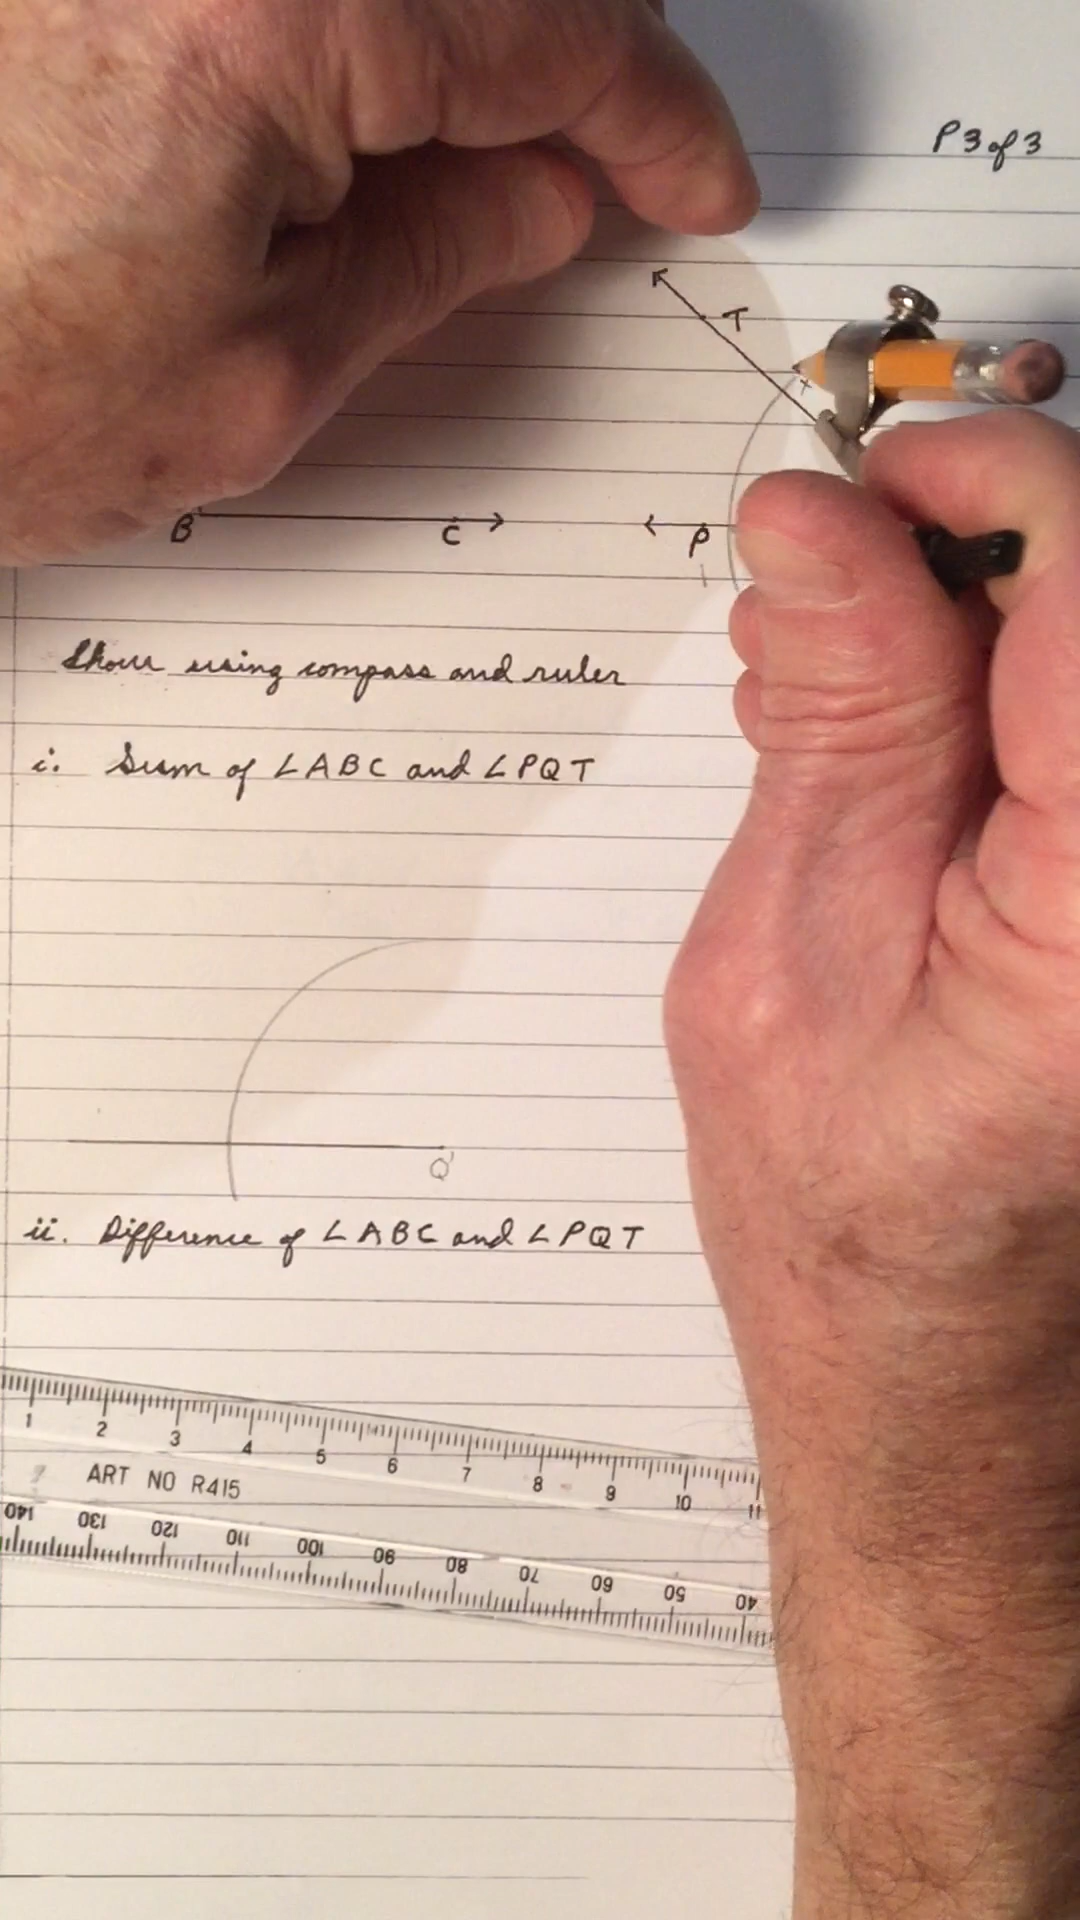 P 3 of 3
T
B C P
Show using compass and ruler
i. Sum of ∠ABC and ∠PQT
Q'
ii. Difference of ∠ABC and ∠PQT
1 2 3 4 5 6 7 8 9 10 11
ART NO R415
140 130 120 110 100 90 80 70 60 50 40